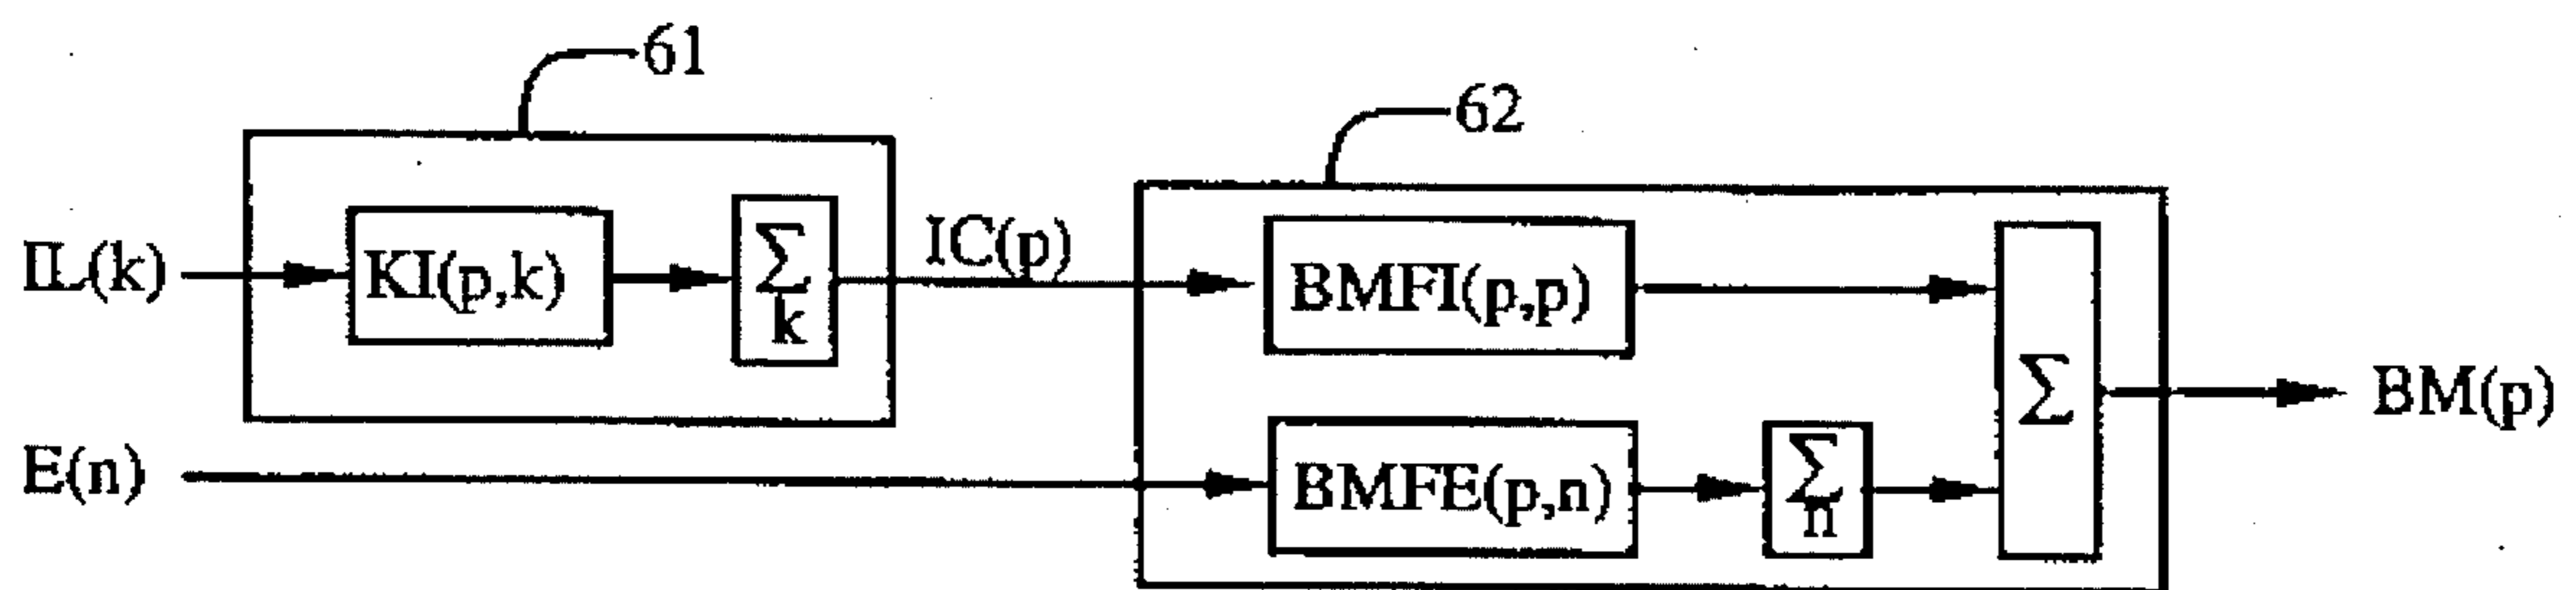 61
62
IL(k)
KI(p,k)
Σ
k
IC(p)
BMFI(p,p)
Σ
BM(p)
E(n)
BMFE(p,n)
Σ
n